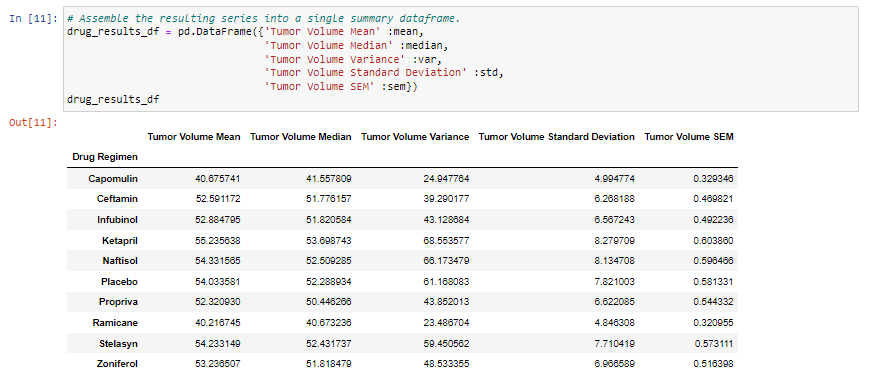 In [11]: # Assemble the resulting series into a single summary dataframe.
drug_results_df = pd.DataFrame({'Tumor Volume Mean' :mean,
'Tumor Volume Median' :median,
'Tumor Volume Variance' :var,
'Tumor Volume Standard Deviation' :std,
'Tumor Volume SEM' :sem})
drug_results_df
Out[11]:
Tumor Volume Mean Tumor Volume Median Tumor Volume Variance Tumor Volume Standard Deviation Tumor Volume SEM
Drug Regimen
Capomulin 40.675741 41.557809 24.947764 4.994774 0.329346
Ceftamin 52.591172 51.776157 39.290177 6.268188 0.469821
Infubinol 52.884795 51.820584 43.128684 6.567243 0.492236
Ketapril 55.235638 53.698743 68.553577 8.279709 0.603860
Naftisol 54.331565 52.509285 66.173479 8.134708 0.596466
Placebo 54.033581 52.288934 61.168083 7.821003 0.581331
Propriva 52.320930 50.446266 43.852013 6.622085 0.544332
Ramicane 40.216745 40.673236 23.486704 4.846308 0.320955
Stelasyn 54.233149 52.431737 59.450562 7.710419 0.573111
Zoniferol 53.236507 51.818479 48.533355 6.966589 0.516398